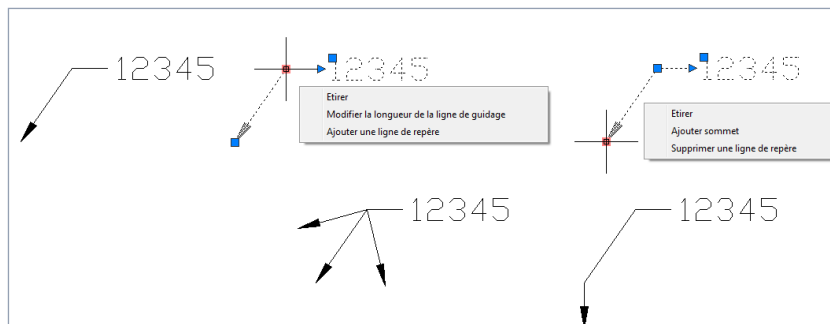 12345
12345
12345
Etirer
Modifier la longueur de la ligne de guidage
Ajouter une ligne de repère
Etirer
Ajouter sommet
Supprimer une ligne de repère
12345
12345